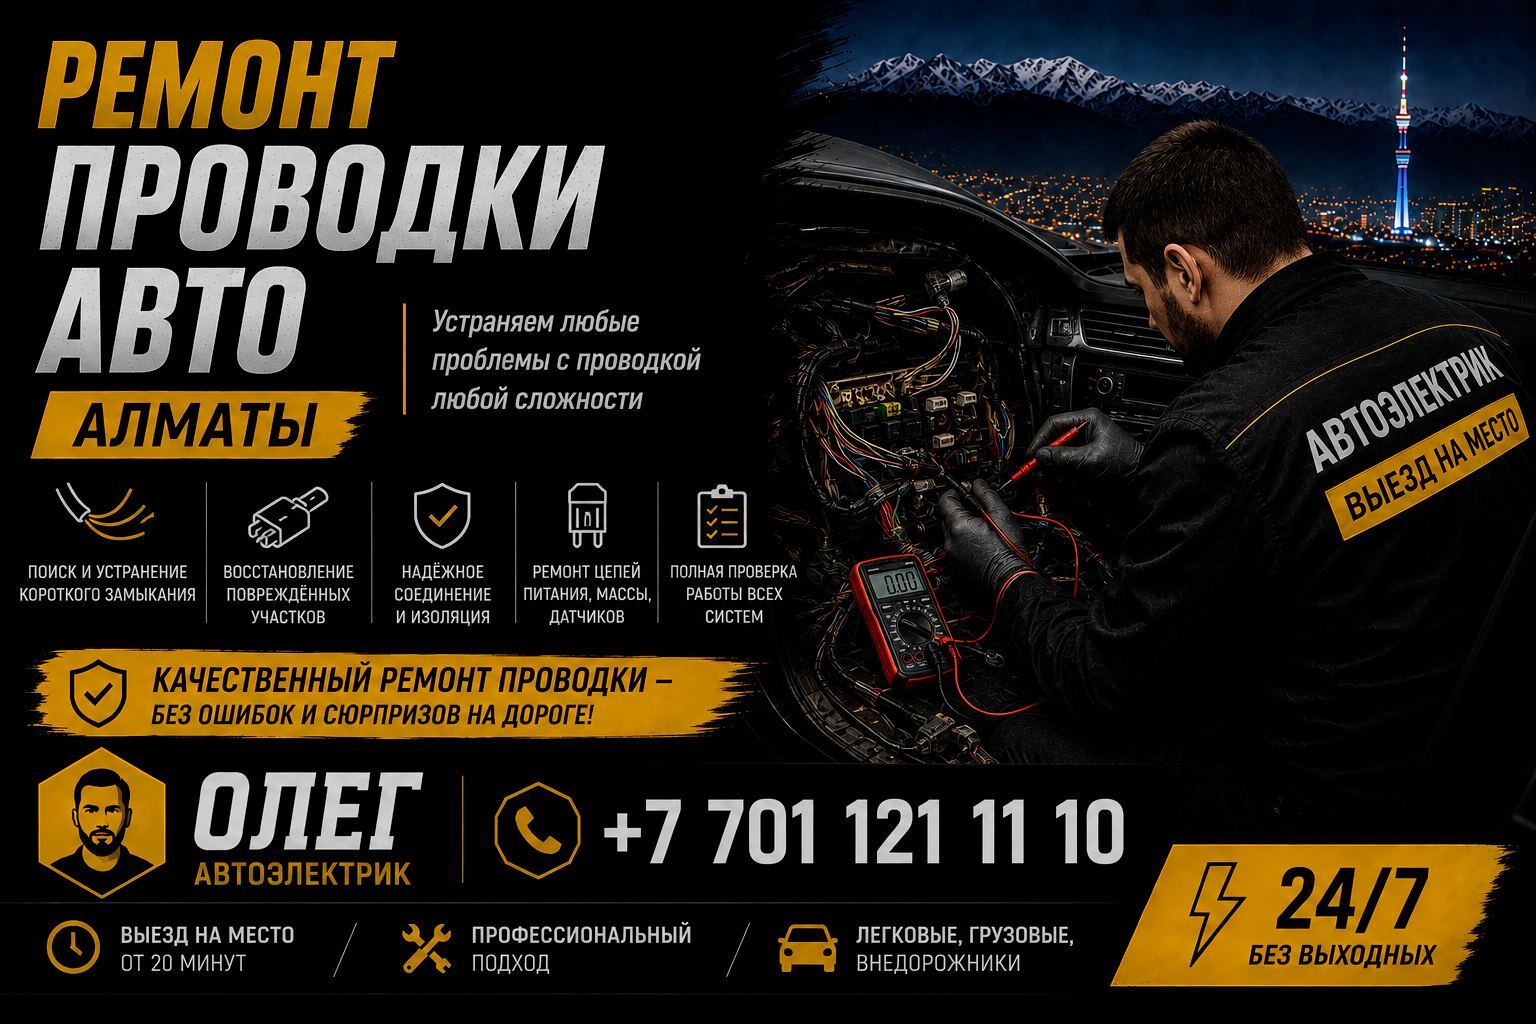 РЕМОНТ
ПРОВОДКИ
АВТО
АЛМАТЫ
Устраняем любые
проблемы с проводкой
любой сложности
ПОИСК И УСТРАНЕНИЕ
КОРОТКОГО ЗАМЫКАНИЯ
ВОССТАНОВЛЕНИЕ
ПОВРЕЖДЁННЫХ
УЧАСТКОВ
НАДЁЖНОЕ
СОЕДИНЕНИЕ
И ИЗОЛЯЦИЯ
РЕМОНТ ЦЕПЕЙ
ПИТАНИЯ, МАССЫ,
ДАТЧИКОВ
ПОЛНАЯ ПРОВЕРКА
РАБОТЫ ВСЕХ
СИСТЕМ
АВТОЭЛЕКТРИК
ВЫЕЗД НА МЕСТО
0.00
КАЧЕСТВЕННЫЙ РЕМОНТ ПРОВОДКИ –
БЕЗ ОШИБОК И СЮРПРИЗОВ НА ДОРОГЕ!
ОЛЕГ
АВТОЭЛЕКТРИК
+7 701 121 11 10
ВЫЕЗД НА МЕСТО
ОТ 20 МИНУТ
ПРОФЕССИОНАЛЬНЫЙ
ПОДХОД
ЛЕГКОВЫЕ, ГРУЗОВЫЕ,
ВНЕДОРОЖНИКИ
24/7
БЕЗ ВЫХОДНЫХ